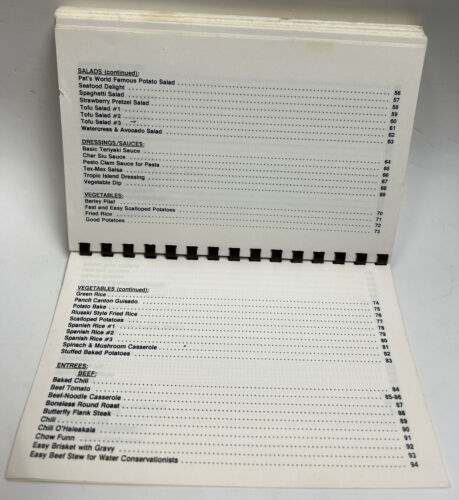 SALADS (continued):
Pat's World Famous Potato Salad 56
Seafood Delight 57
Spaghetti Salad 58
Strawberry Pretzel Salad 59
Tofu Salad #1 60
Tofu Salad #2 61
Tofu Salad #3 62
Watercress & Avocado Salad 63
DRESSINGS/SAUCES:
Basic Teriyaki Sauce 64
Char Siu Sauce 65
Pesto Clam Sauce for Pasta 66
Tex-Mex Salsa 67
Tropic Island Dressing 68
Vegetable Dip 69
VEGETABLES:
Barley Pilaf 70
Fast and Easy Scalloped Potatoes 71
Fried Rice 72
Good Potatoes 73
VEGETABLES (continued):
Green Rice 74
Pancit Canton Guisado 75
Potato Bake 76
Riusaki Style Fried Rice 77
Scalloped Potatoes 78
Spanish Rice #1 79
Spanish Rice #2 80
Spanish Rice #3 81
Spinach & Mushroom Casserole 82
Stuffed Baked Potatoes 83
ENTREES:
BEEF:
Baked Chili 84
Beef Tomato 85-86
Beef-Noodle Casserole 87
Boneless Round Roast 88
Butterfly Flank Steak 89
Chili 90
Chili O'Haleakala 91
Chow Funn 92
Easy Brisket with Gravy 93
Easy Beef Stew for Water Conservationists 94